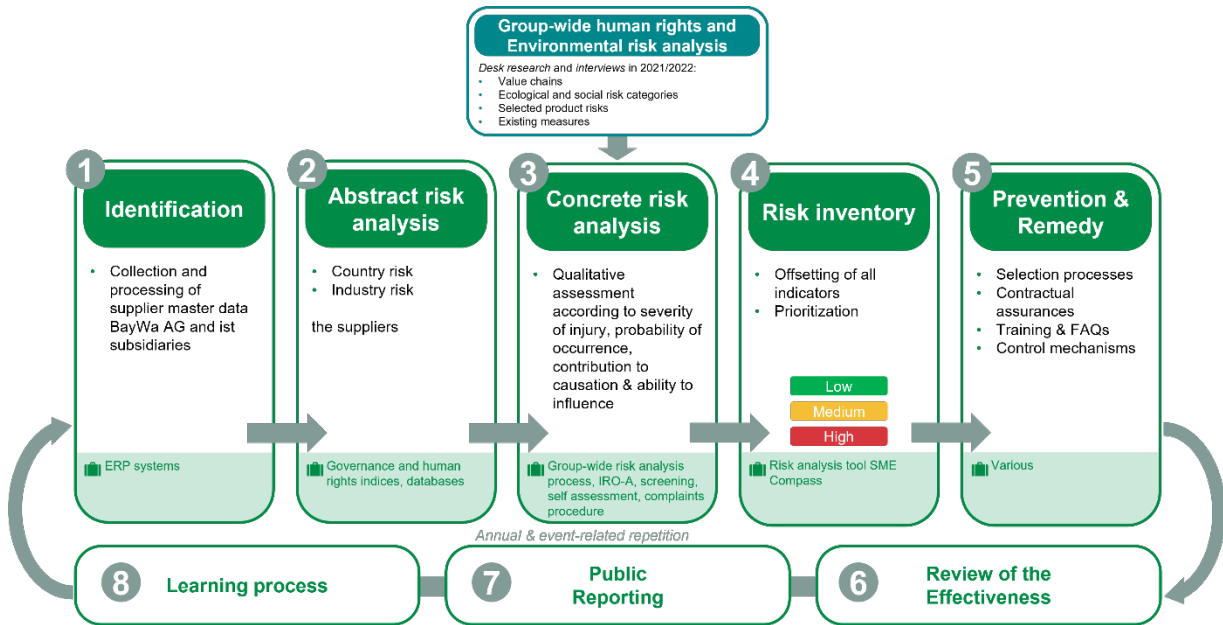 Group-wide human rights and
Environmental risk analysis
Desk research and interviews in 2021/2022:
• Value chains
• Ecological and social risk categories
• Selected product risks
• Existing measures
1
Identification
• Collection and
processing of
supplier master data
BayWa AG and ist
subsidiaries
ERP systems
2
Abstract risk
analysis
• Country risk
• Industry risk
the suppliers
Governance and human
rights indices, databases
3
Concrete risk
analysis
• Qualitative
assessment
according to severity
of injury, probability of
occurrence,
contribution to
causation & ability to
influence
Group-wide risk analysis
process, IRO-A, screening,
self assessment, complaints
procedure
4
Risk inventory
• Offsetting of all
indicators
• Prioritization
Low
Medium
High
Risk analysis tool SME
Compass
5
Prevention &
Remedy
• Selection processes
• Contractual
assurances
• Training & FAQs
• Control mechanisms
Various
Annual & event-related repetition
8
Learning process
7
Public
Reporting
6
Review of the
Effectiveness